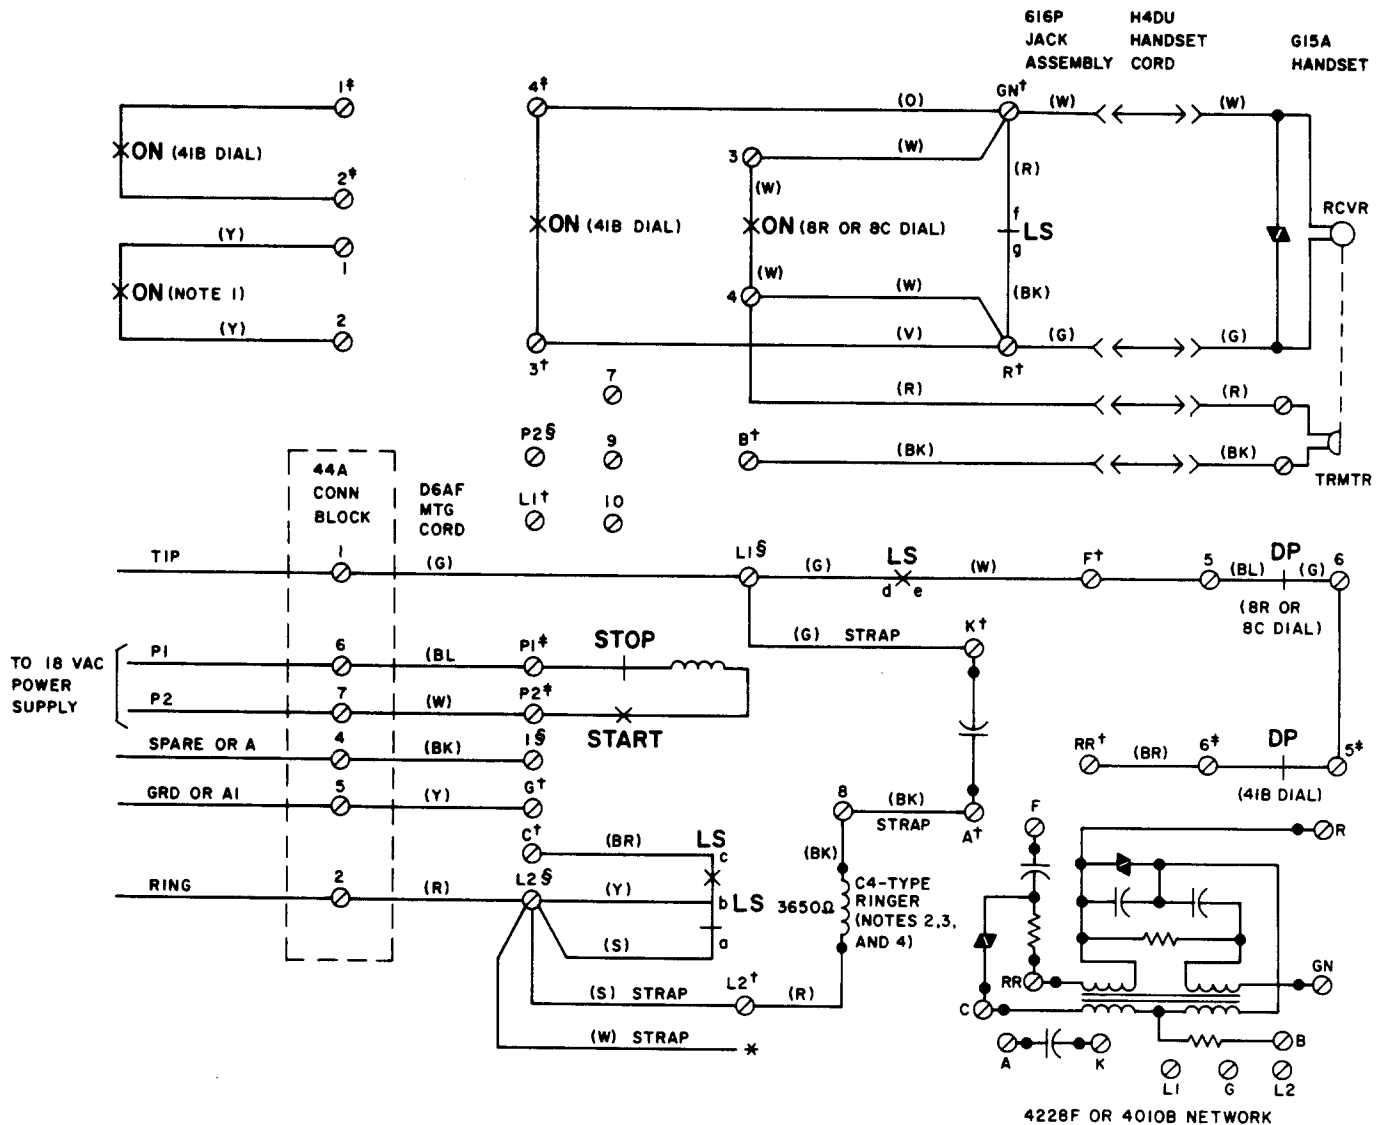 616P JACK ASSEMBLY
H4DU HANDSET CORD
G15A HANDSET
1‡
4‡
GN†
(O)
(W)
(W)
ON (41B DIAL)
3
(W)
(W)
(R)
2‡
f
RCVR
ON (41B DIAL)
ON (8R OR 8C DIAL)
LS
g
(Y)
1
ON (NOTE 1)
(W)
4
(W)
(BK)
(Y)
2
(V)
(G)
(G)
3†
R†
7
(R)
(R)
P2§
9
B†
(BK)
(BK)
TRMTR
44A
CONN
BLOCK
D6AF
MTG
CORD
L1†
10
TIP
1
(G)
L1§
(G)
LS
d
e
(W)
F†
5
(BL)
DP
(G)
6
(8R OR
8C DIAL)
(G) STRAP
K†
TO 18 VAC
POWER
SUPPLY
P1
6
(BL
P1‡
STOP
P2
7
(W)
P2‡
START
SPARE OR A
4
(BK)
1§
RR†
(BR)
6‡
DP
5‡
(41B DIAL)
GRD OR A1
5
(Y)
G†
8
(BK)
STRAP
A†
F
R
C†
(BR)
LS
c
(BK)
RING
2
(R)
L2§
(Y)
b
LS
3650Ω
C4-TYPE
RINGER
(NOTES 2,3,
AND 4)
(S)
a
(S) STRAP
L2†
(R)
RR
GN
C
(W) STRAP
*
B
A
K
L1
G
L2
4228F OR 4010B NETWORK